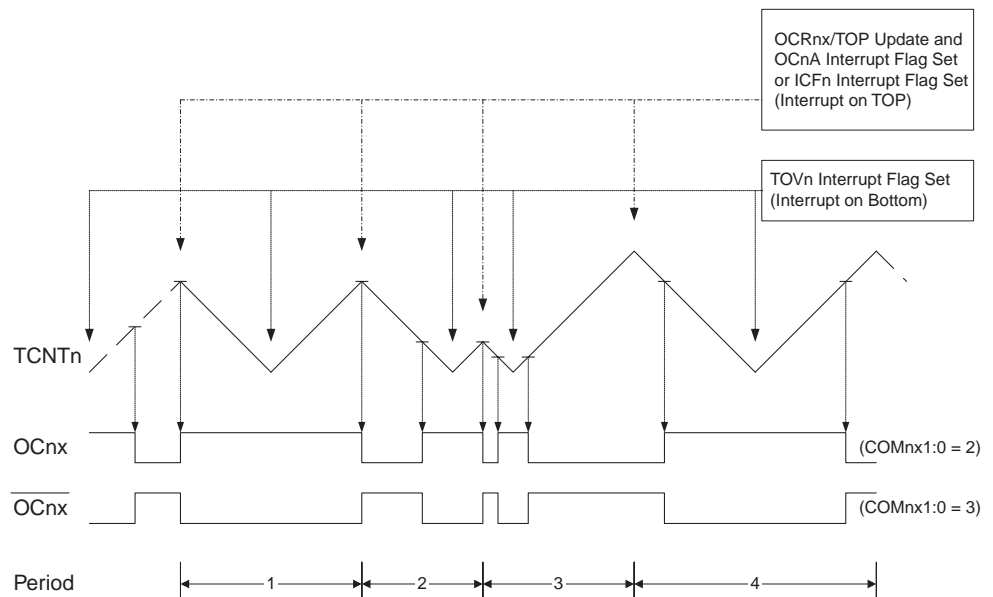 OCRnx/TOP Update and
OCnA Interrupt Flag Set
or ICFn Interrupt Flag Set
(Interrupt on TOP)
TOVn Interrupt Flag Set
(Interrupt on Bottom)
TCNTn
OCnx
(COMnx1:0 = 2)
OCnx
(COMnx1:0 = 3)
Period
1
2
3
4